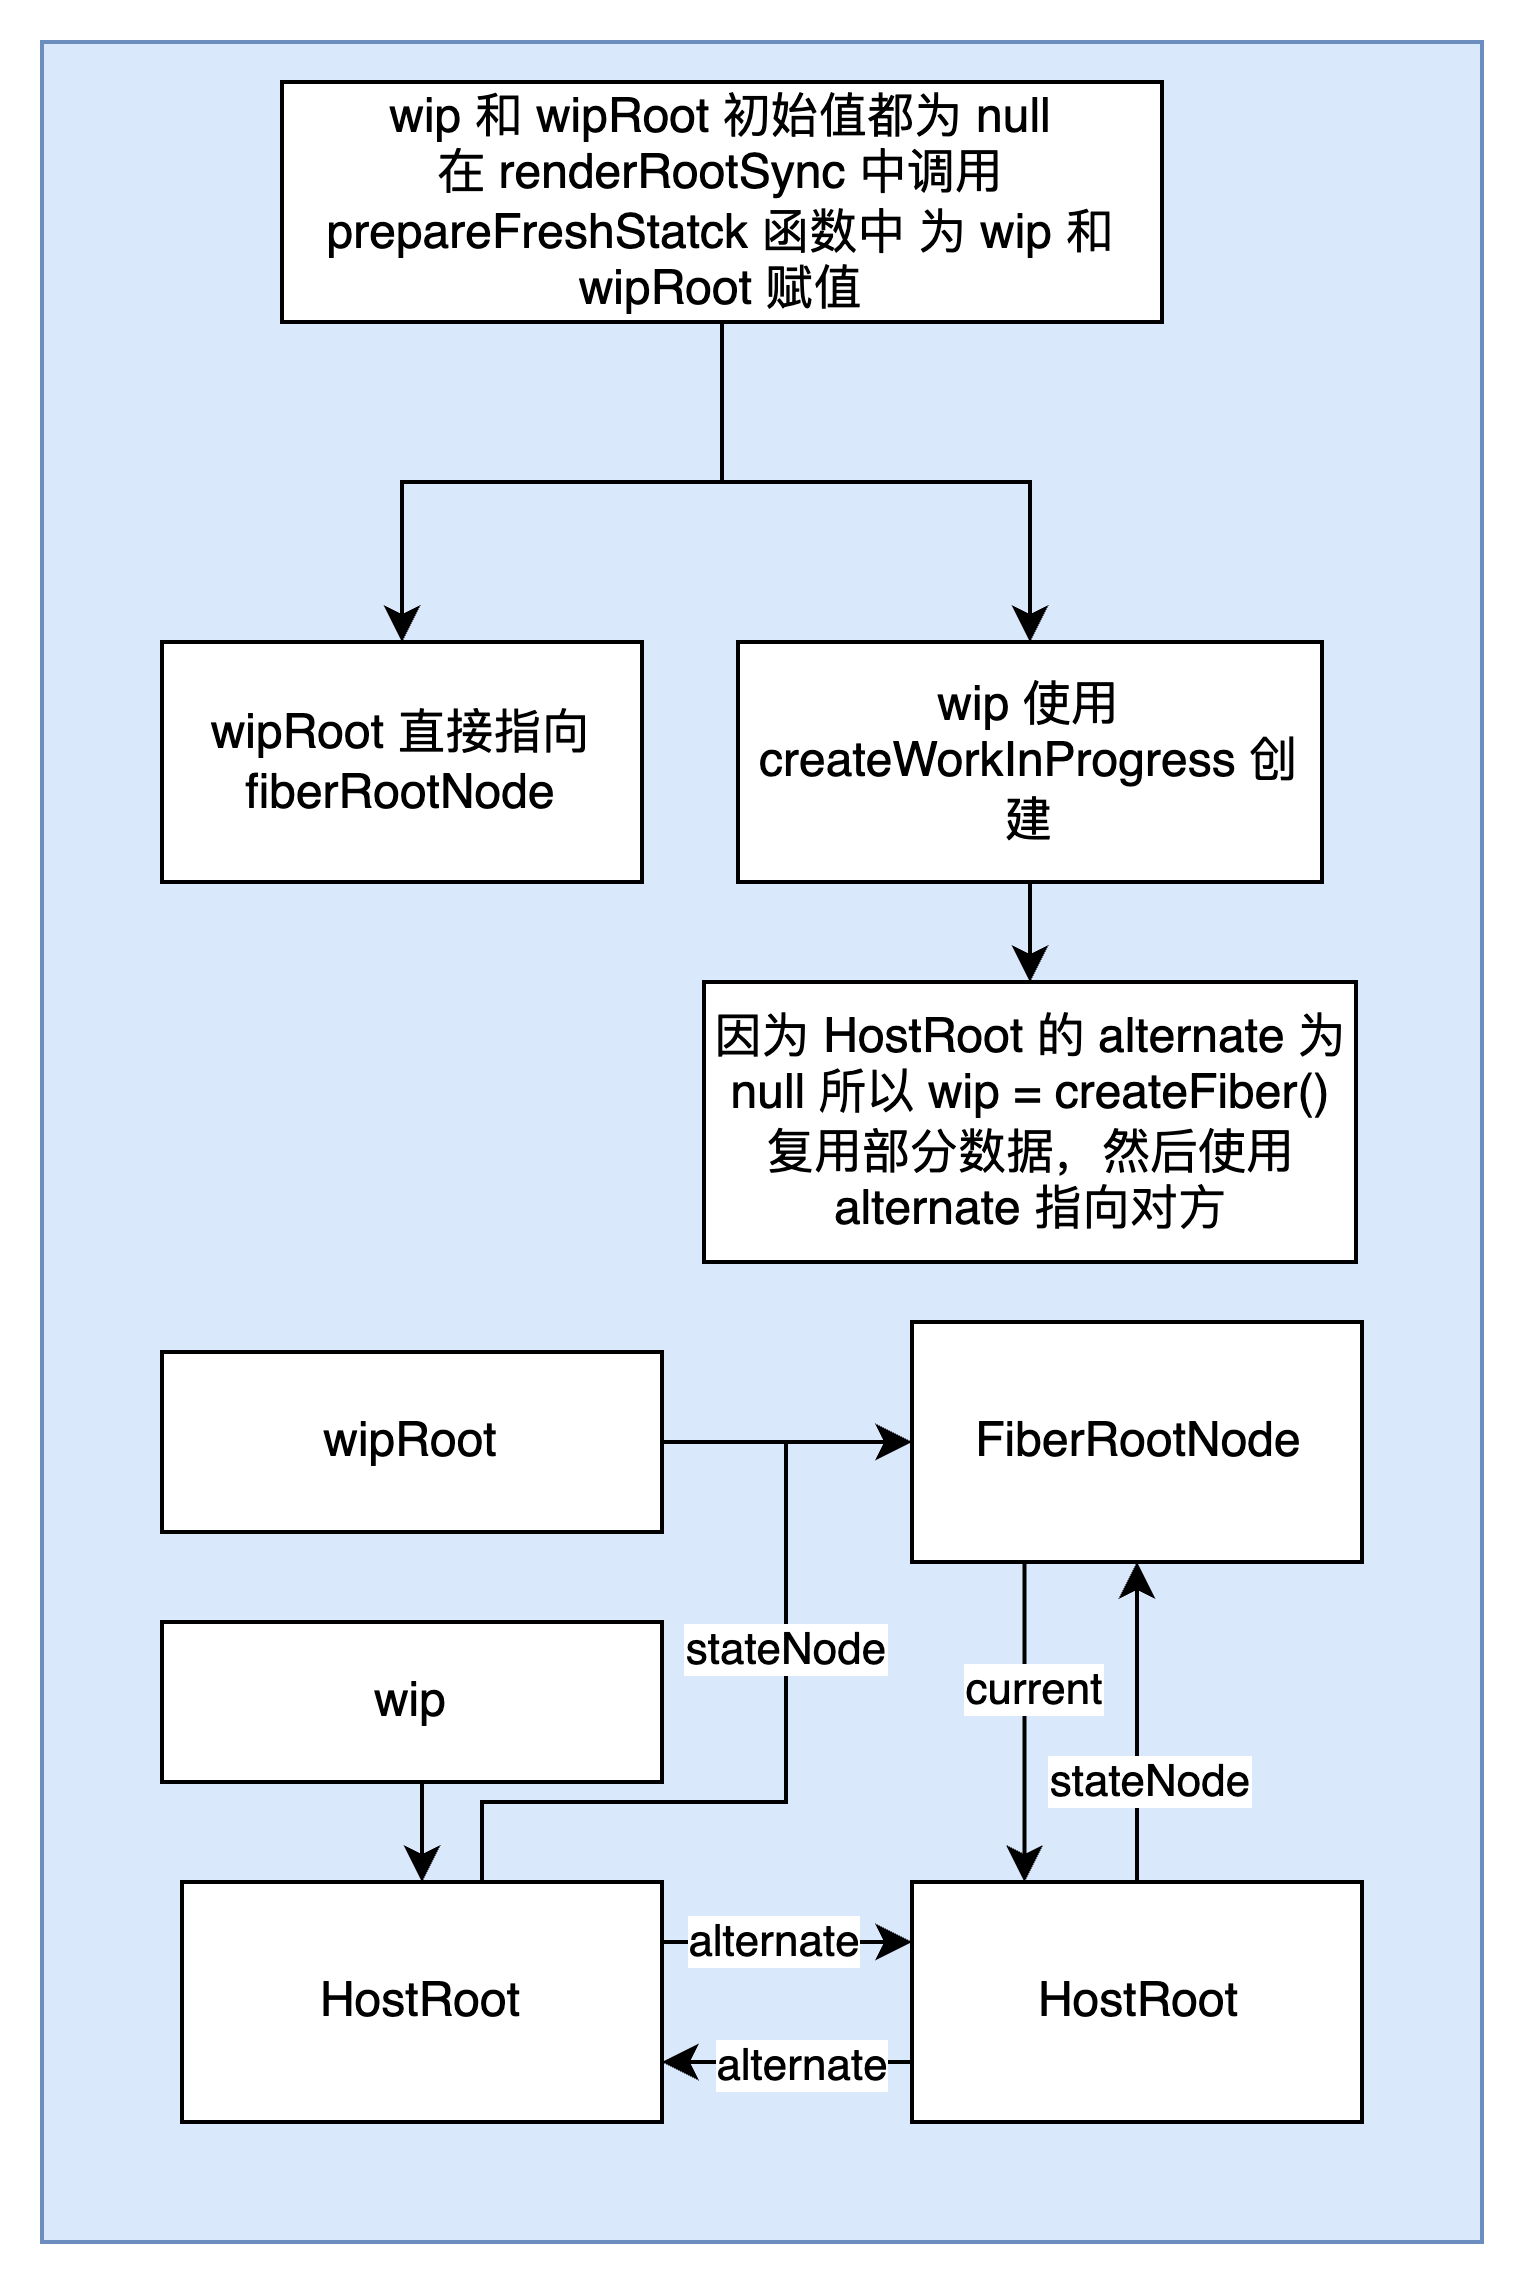 wip 和 wipRoot 初始值都为 null
在 renderRootSync 中调用
prepareFreshStatck 函数中 为 wip 和
wipRoot 赋值
wipRoot 直接指向
fiberRootNode
wip 使用
createWorkInProgress 创
建
因为 HostRoot 的 alternate 为
null 所以 wip = createFiber()
复用部分数据，然后使用
alternate 指向对方
wipRoot
FiberRootNode
stateNode
wip
current
stateNode
HostRoot
alternate
HostRoot
alternate